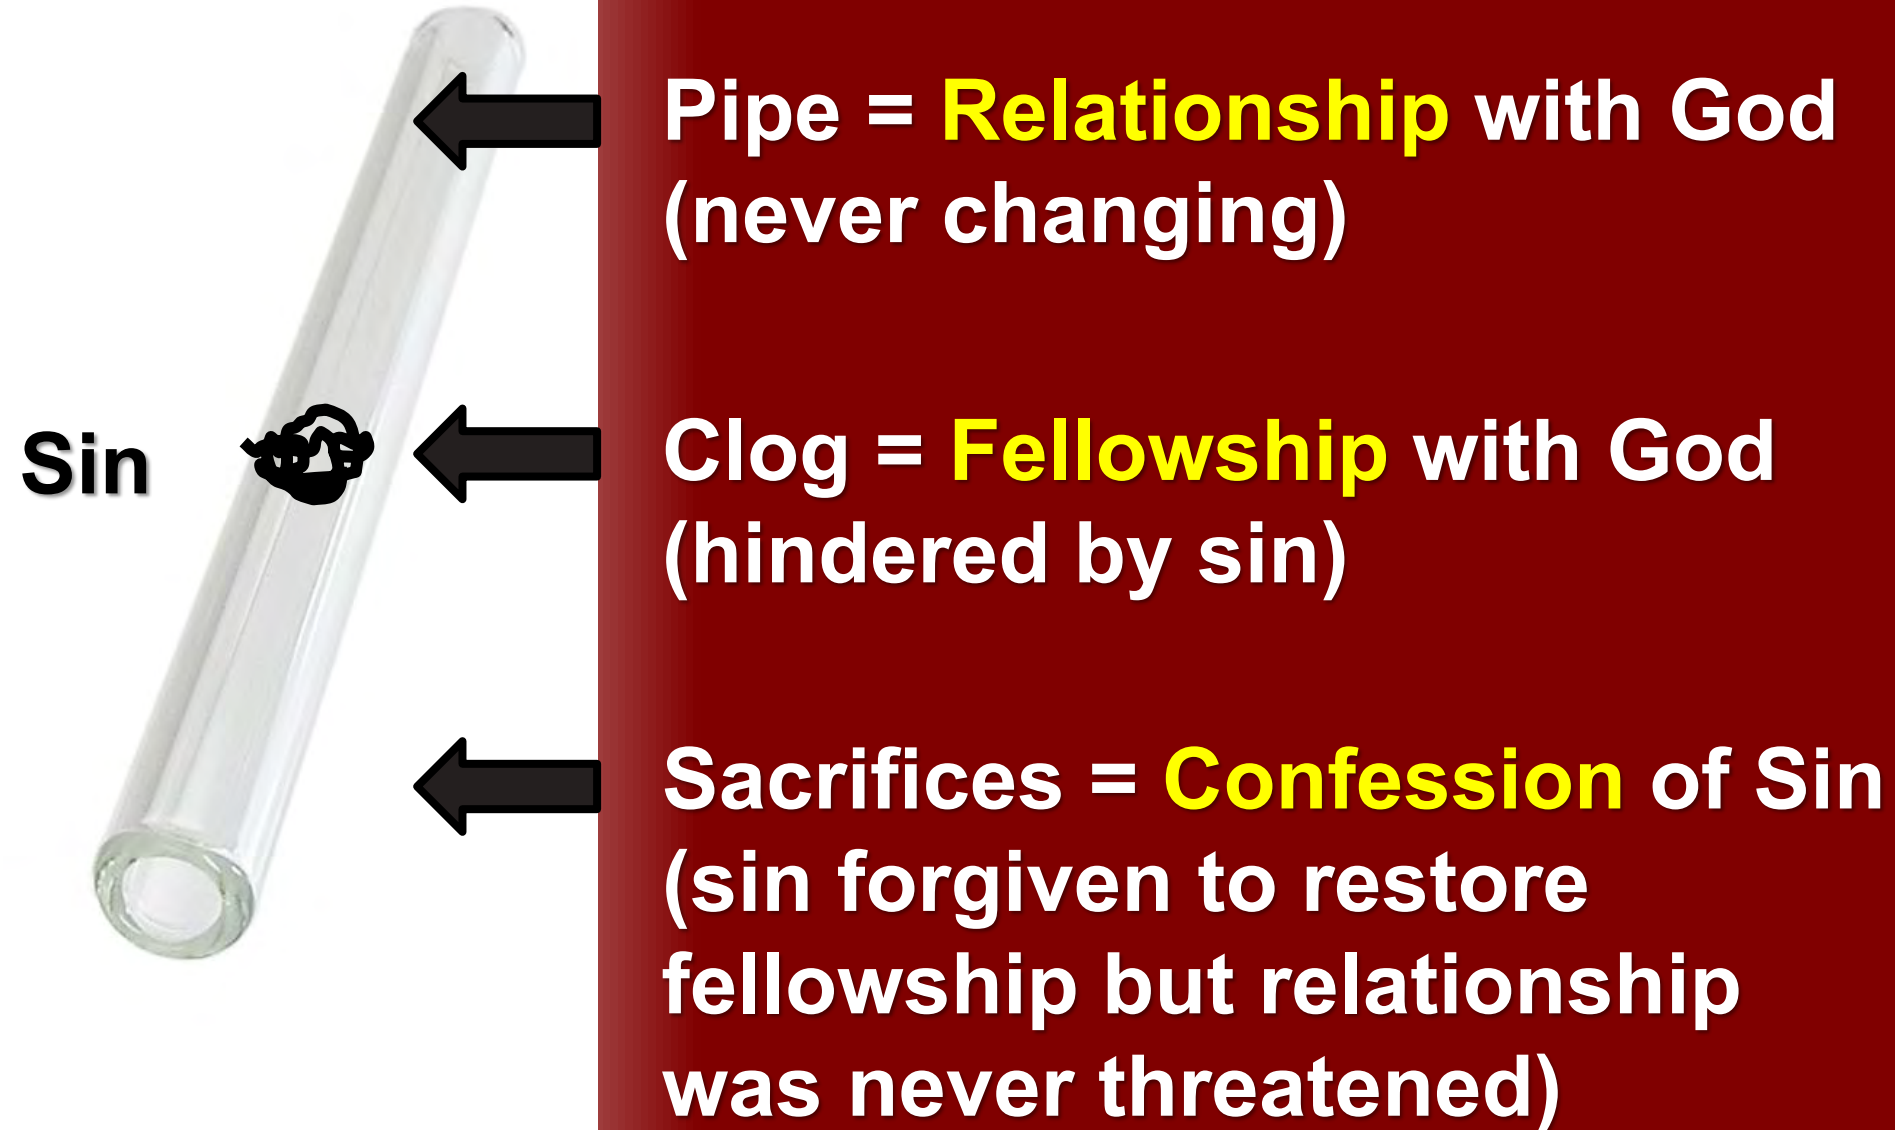 Pipe = Relationship with God
(never changing)
Sin
Clog = Fellowship with God
(hindered by sin)
Sacrifices = Confession of Sin
(sin forgiven to restore
fellowship but relationship
was never threatened)